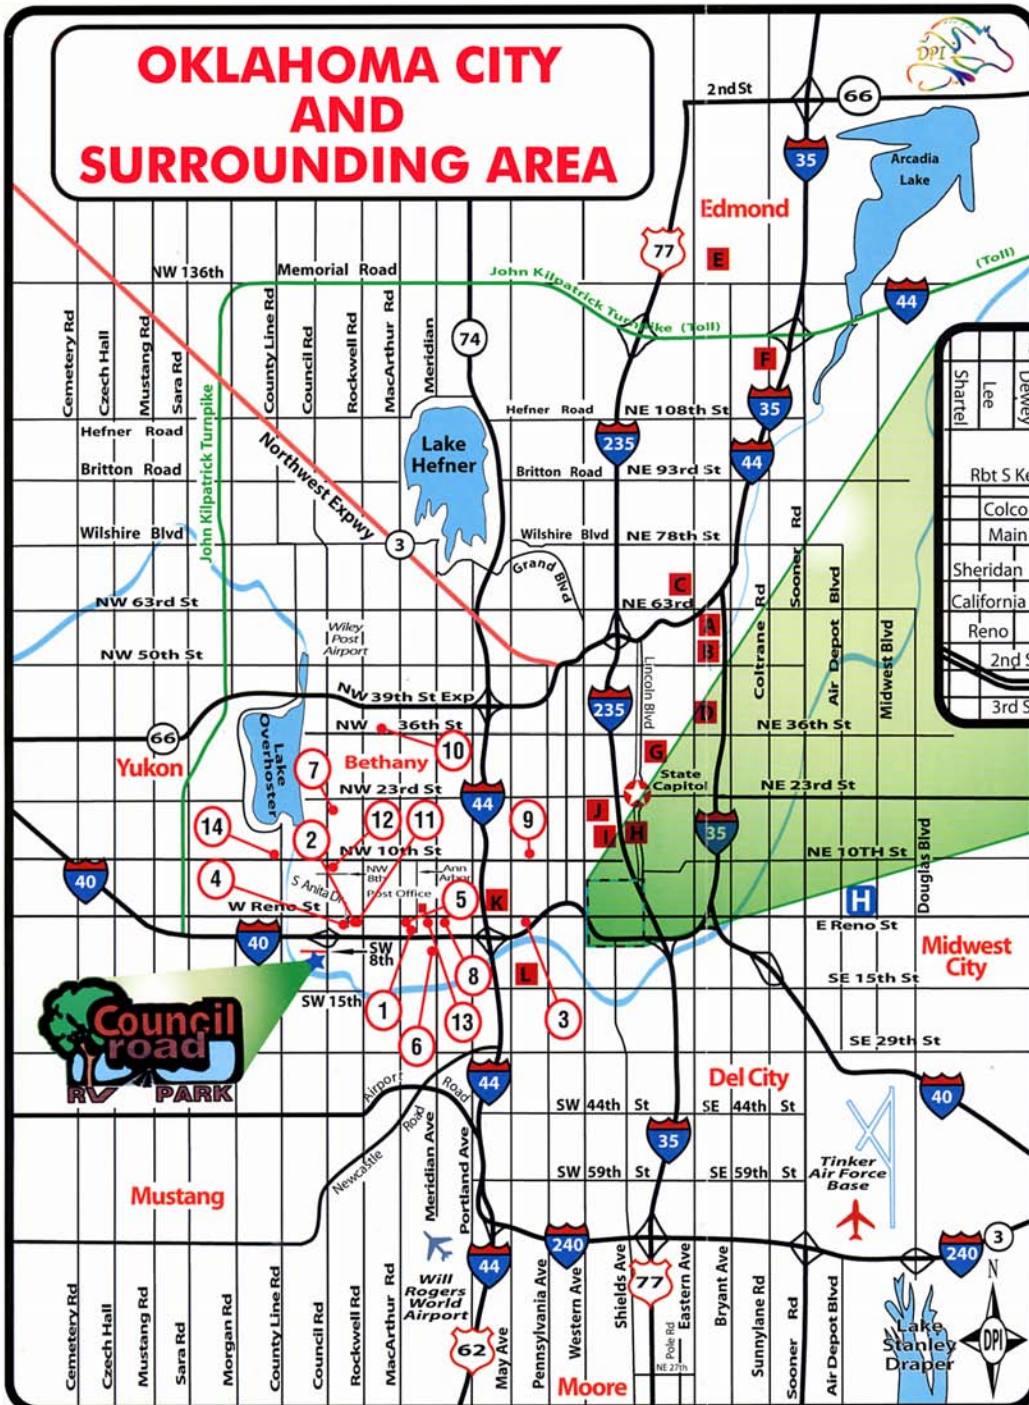 OKLAHOMA CITY
AND
SURROUNDING AREA
DPI
2nd St
66
35
Arcadia
Lake
Edmond
77
E
NW 136th
Memorial Road
John Kilpatrick Turnpike (Toll)
(Toll)
44
Cemetery Rd
Czech Hall
Mustang Rd
Sara Rd
County Line Rd
Council Rd
Rockwell Rd
MacArthur Rd
Meridian
74
F
35
Shartel
Lee
Dewey
Hefner Road
Hefner Road
NE 108th St
235
44
Lake
Hefner
Britton Road
Britton Road
NE 93rd St
Rbt S Ke
John Kilpatrick Turnpike
Northwest Expwy
3
Colco
Main
Wilshire Blvd
Wilshire Blvd
NE 78th St
Grand Blvd
Sheridan
California
Reno
2nd S
3rd S
C
NW 63rd St
NE 63rd
A
B
Wiley
Post
Airport
NW 50th St
Lincoln Blvd
Coltrane Rd
Sooner Rd
Air Depot Blvd
Midwest Blvd
NW 39th St Exp
235
D
66
NW 36th St
NE 36th St
Yukon
Lake
Overhoster
Bethany
10
G
7
State
Capitol
NW 23rd St
NE 23rd St
44
J
14
2
12
11
9
I
H
35
NW 10th St
NE 10TH ST
Douglas Blvd
40
4
S Anita Dr
NW
8th
Ann
Arbor
Post Office
5
K
H
W Reno St
E Reno St
40
SW
8th
Midwest
City
L
SW 15th
SE 15th St
1
6
13
8
3
Council
road
RV PARK
SE 29th St
44
Del City
40
Airport Road
Newcastle Road
SW 44th St
SE 44th St
35
Tinker
Air Force
Base
SW 59th St
SE 59th St
Mustang
Meridian Ave
Portland Ave
44
240
240
3
N
DPI
77
Will
Rogers
World
Airport
62
Cemetery Rd
Czech Hall
Mustang Rd
Sara Rd
Morgan Rd
County Line Rd
Council Rd
Rockwell Rd
MacArthur Rd
May Ave
Pennsylvania Ave
Western Ave
Shields Ave
Pole Rd
NE 27th
Eastern Ave
Bryant Ave
Sunnylane Rd
Sooner Rd
Air Depot Blvd
Lake
Stanley
Draper
Moore